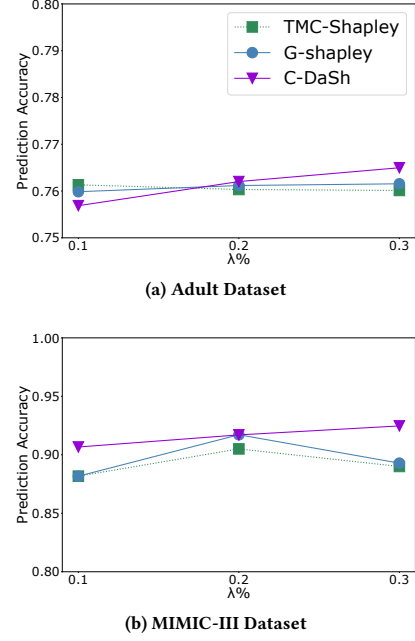 0.80
0.79
0.78
0.77
0.76
0.75
Prediction Accuracy
TMC-Shapley
G-shapley
C-DaSh
0.1 0.2 0.3
λ%
(a) Adult Dataset
1.00
0.95
0.90
0.85
0.80
Prediction Accuracy
0.1 0.2 0.3
λ%
(b) MIMIC-III Dataset